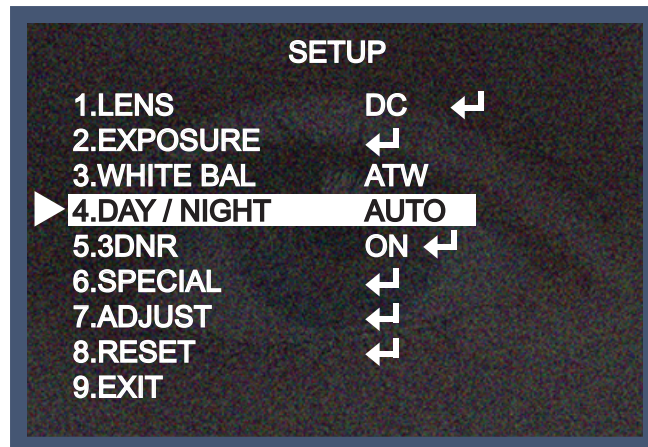 SETUP
1.LENS DC ↵
2.EXPOSURE ↵
3.WHITE BAL ATW
4.DAY / NIGHT AUTO
5.3DNR ON ↵
6.SPECIAL ↵
7.ADJUST ↵
8.RESET ↵
9.EXIT